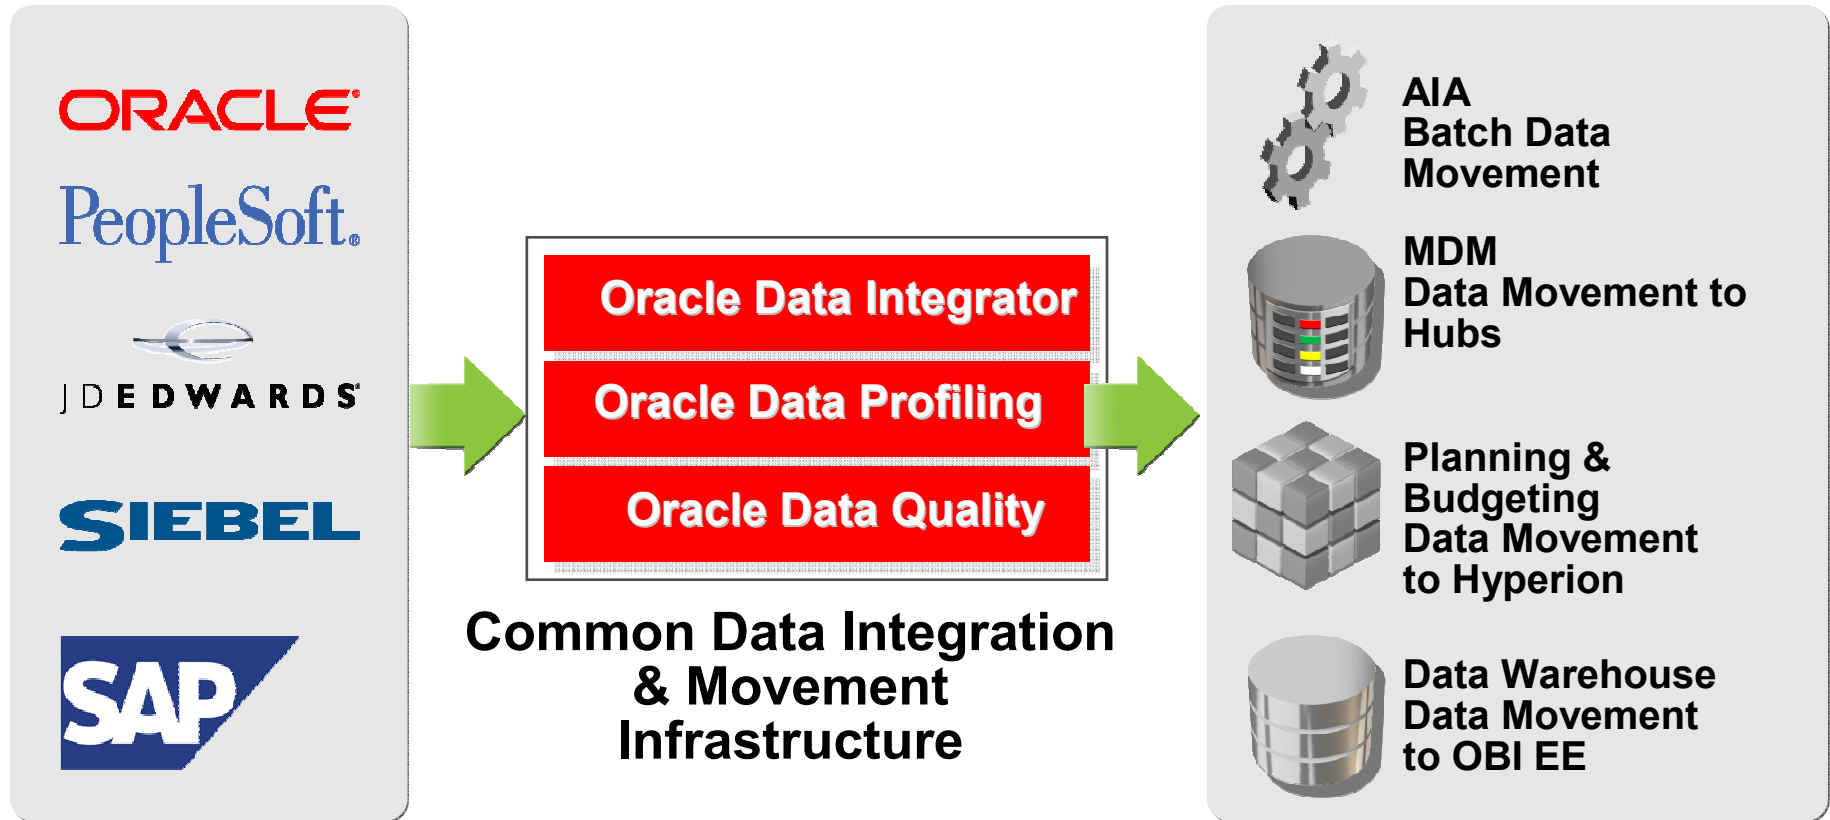 ORACLE®
PeopleSoft®
JD EDWARDS®
SIEBEL
SAP
Oracle Data Integrator
Oracle Data Profiling
Oracle Data Quality
Common Data Integration
& Movement
Infrastructure
AIA
Batch Data
Movement
MDM
Data Movement to
Hubs
Planning &
Budgeting
Data Movement
to Hyperion
Data Warehouse
Data Movement
to OBI EE